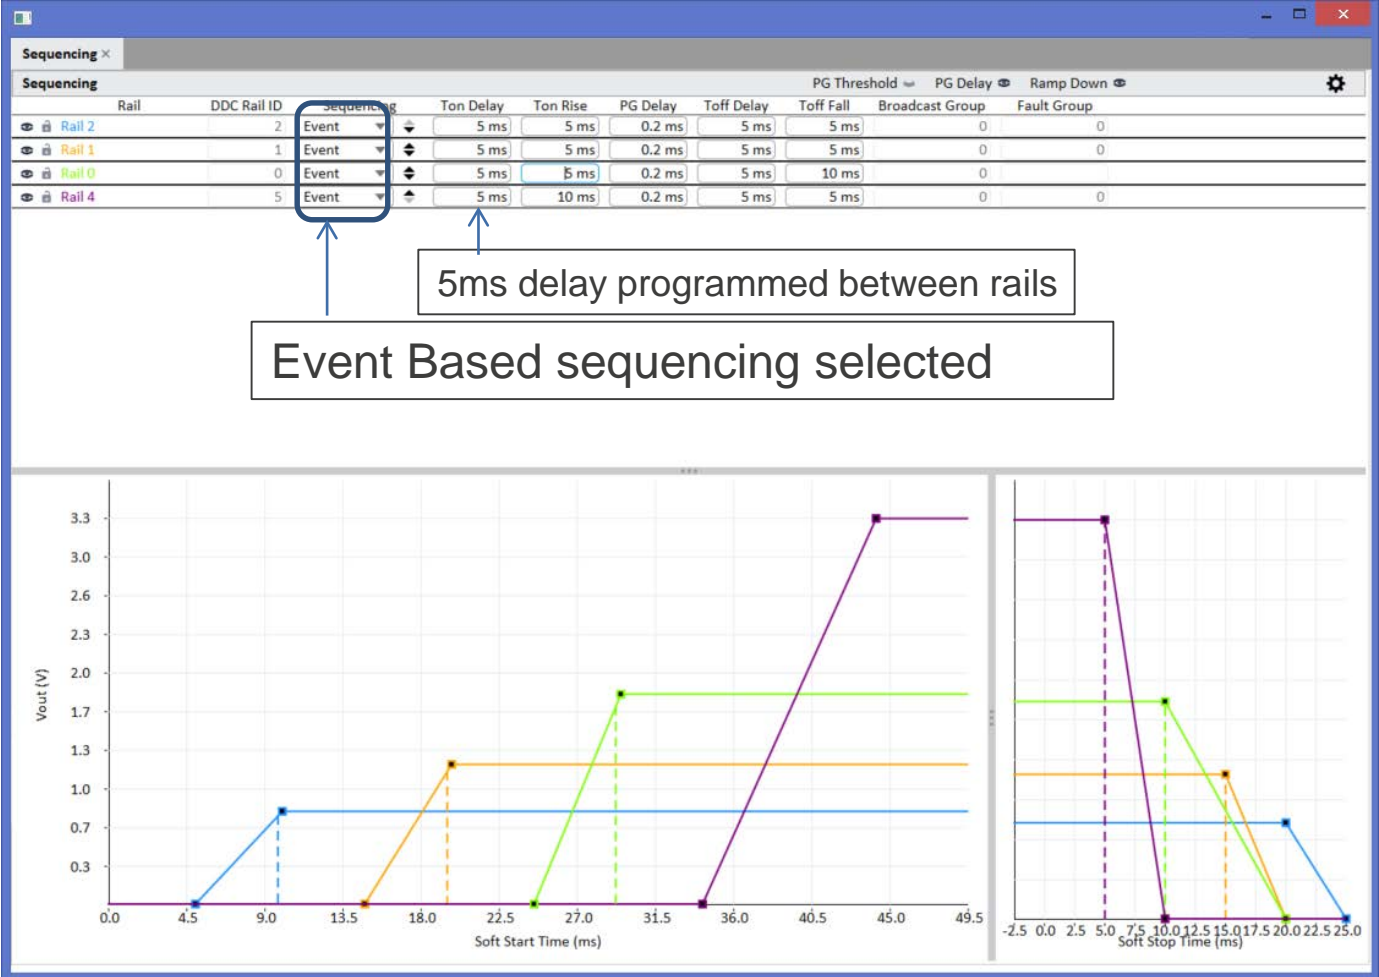 Sequencing ×
Sequencing PG Threshold PG Delay Ramp Down
Rail DDC Rail ID Sequencing Ton Delay Ton Rise PG Delay Toff Delay Toff Fall Broadcast Group Fault Group
Rail 2 2 Event 5 ms 5 ms 0.2 ms 5 ms 5 ms 0 0
Rail 1 1 Event 5 ms 5 ms 0.2 ms 5 ms 5 ms 0 0
Rail 0 0 Event 5 ms 5 ms 0.2 ms 5 ms 10 ms 0 0
Rail 4 5 Event 5 ms 10 ms 0.2 ms 5 ms 5 ms 0 0
5ms delay programmed between rails
Event Based sequencing selected
3.3
3.0
2.6
2.3
2.0
1.7
1.3
1.0
0.7
0.3
Vout (V)
0.0 4.5 9.0 13.5 18.0 22.5 27.0 31.5 36.0 40.5 45.0 49.5
Soft Start Time (ms)
-2.5 0.0 2.5 5.0 7.5 10.0 12.5 15.0 17.5 20.0 22.5 25.0
Soft Stop Time (ms)